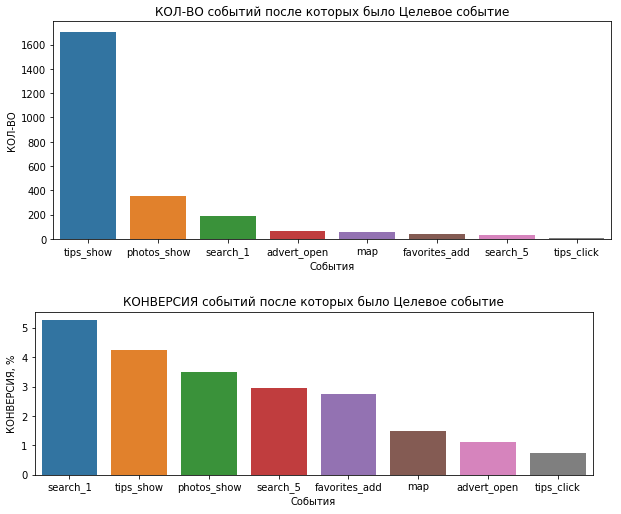 КОЛ-ВО событий после которых было Целевое событие
КОЛ-ВО
1600
1400
1200
1000
800
600
400
200
0
tips_show photos_show search_1 advert_open map favorites_add search_5 tips_click
События
КОНВЕРСИЯ событий после которых было Целевое событие
КОНВЕРСИЯ, %
5
4
3
2
1
0
search_1 tips_show photos_show search_5 favorites_add map advert_open tips_click
События